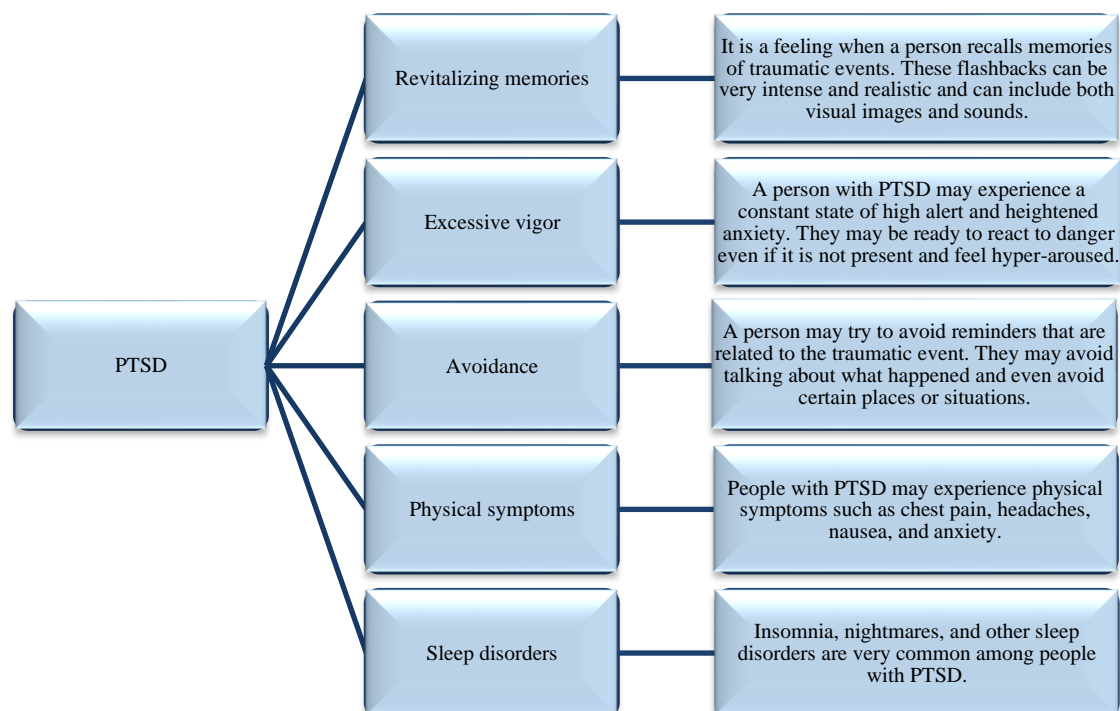 PTSD
Revitalizing memories
It is a feeling when a person recalls memories
of traumatic events. These flashbacks can be
very intense and realistic and can include both
visual images and sounds.
Excessive vigor
A person with PTSD may experience a
constant state of high alert and heightened
anxiety. They may be ready to react to danger
even if it is not present and feel hyper-aroused.
Avoidance
A person may try to avoid reminders that are
related to the traumatic event. They may avoid
talking about what happened and even avoid
certain places or situations.
Physical symptoms
People with PTSD may experience physical
symptoms such as chest pain, headaches,
nausea, and anxiety.
Sleep disorders
Insomnia, nightmares, and other sleep
disorders are very common among people
with PTSD.